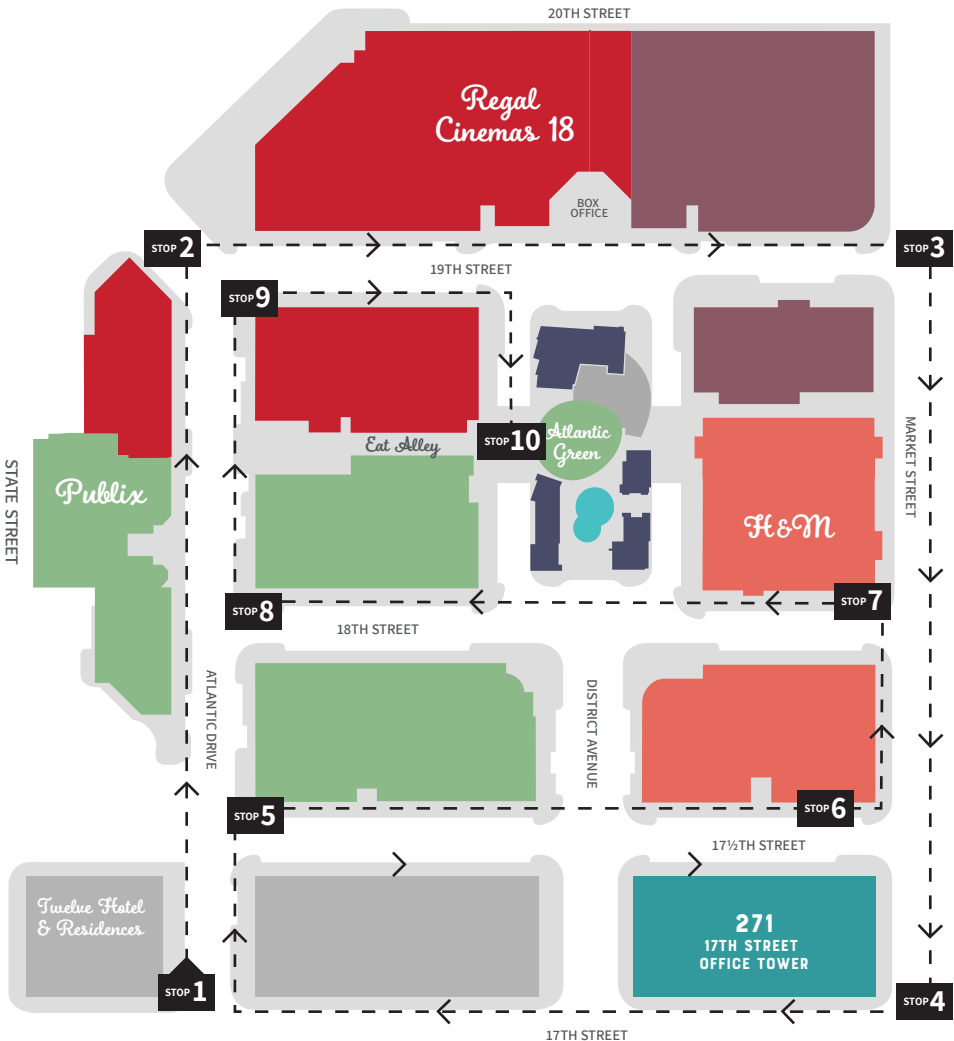 20TH STREET
Regal
Cinemas 18
BOX
OFFICE
STOP 2
STOP 3
19TH STREET
STOP 9
Eat Alley
STOP 10
Atlantic
Green
MARKET STREET
STATE STREET
Publix
H&M
STOP 8
STOP 7
18TH STREET
ATLANTIC DRIVE
DISTRICT AVENUE
STOP 5
STOP 6
17½TH STREET
Twelve Hotel
& Residences
271
17TH STREET
OFFICE TOWER
STOP 1
STOP 4
17TH STREET